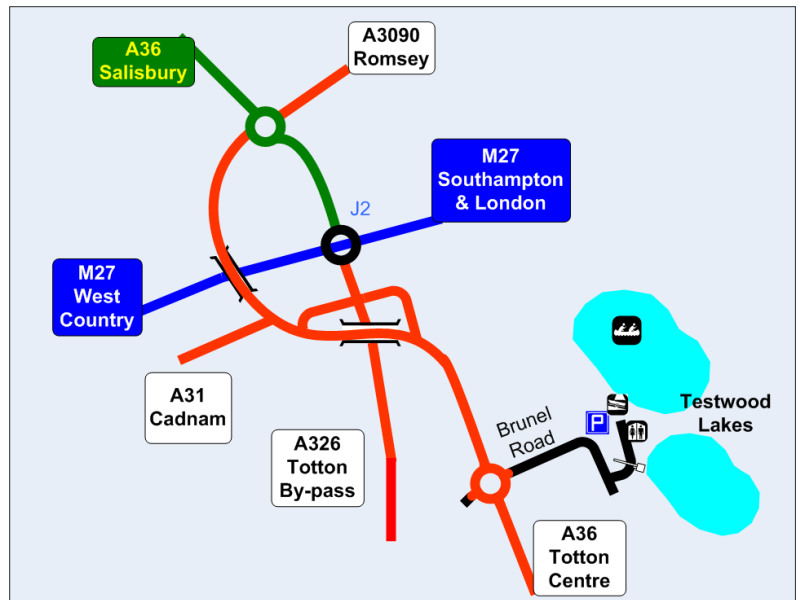 A36
Salisbury
A3090
Romsey
M27
Southampton
& London
J2
M27
West
Country
A31
Cadnam
A326
Totton
By-pass
Brunel
Road
P
Testwood
Lakes
A36
Totton
Centre